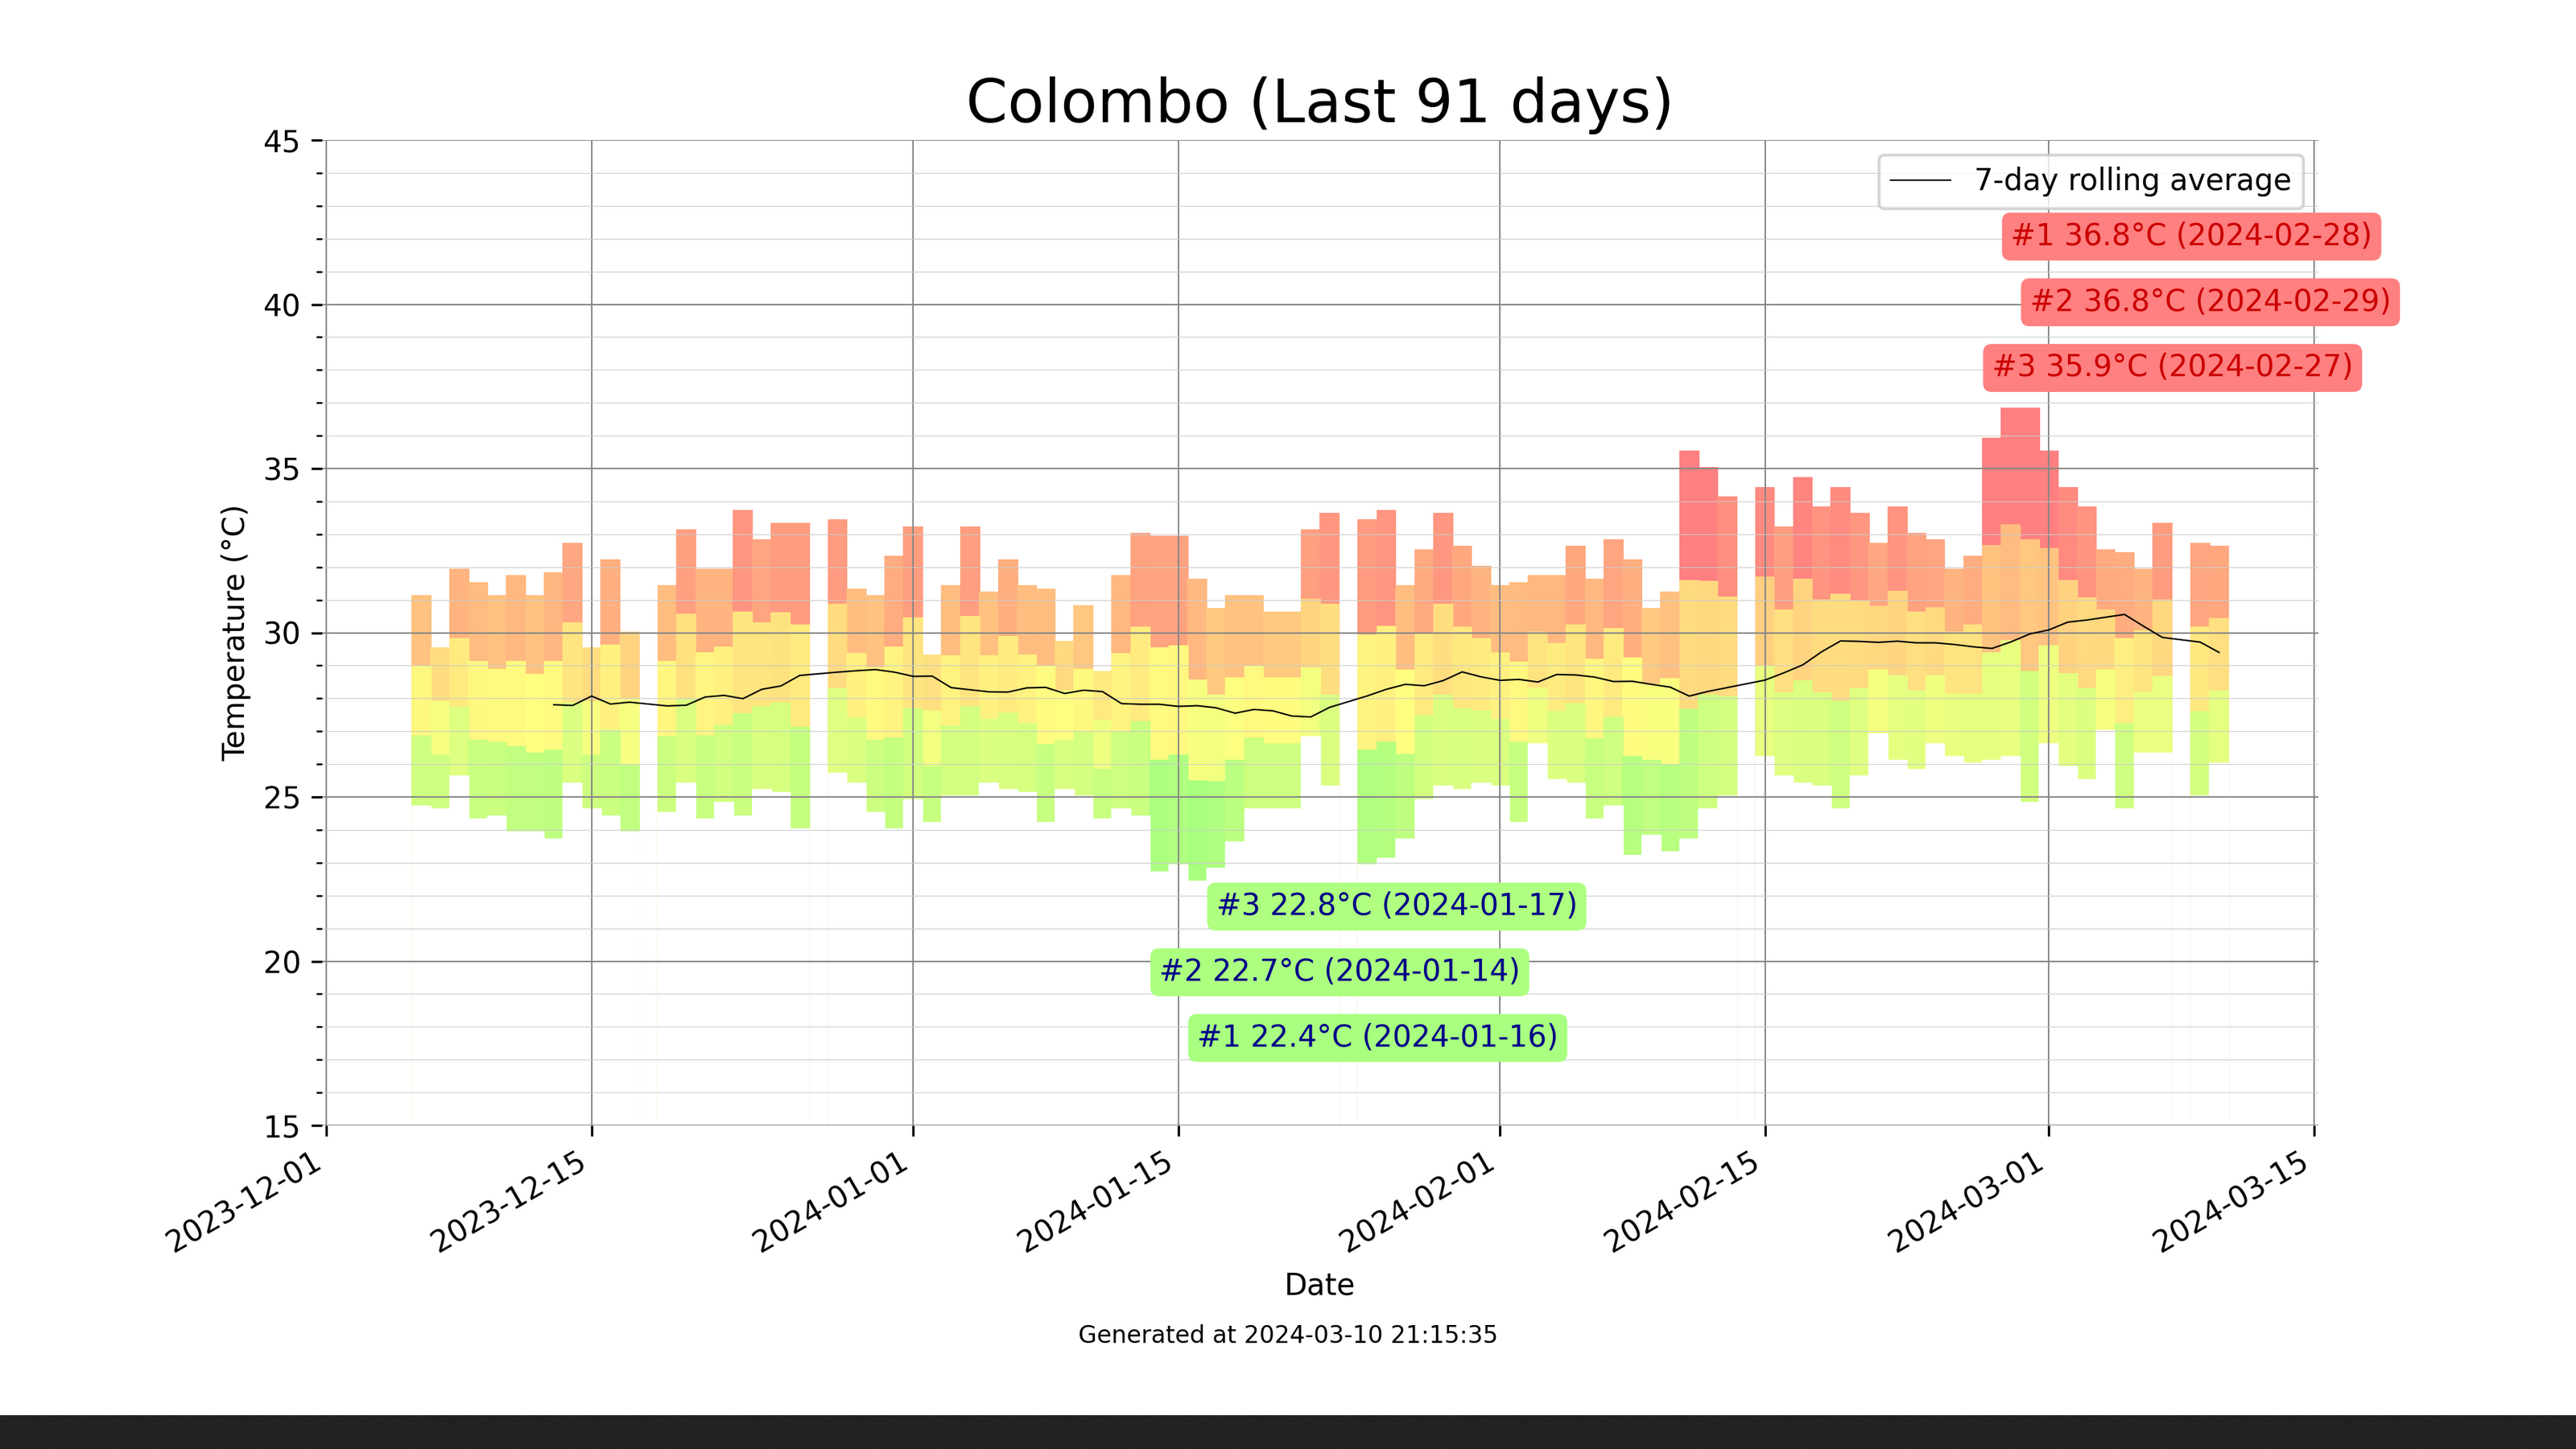 Colombo (Last 91 days)
45
40
35
30
25
20
15
Temperature (°C)
7-day rolling average
#1 36.8°C (2024-02-28)
#2 36.8°C (2024-02-29)
#3 35.9°C (2024-02-27)
#3 22.8°C (2024-01-17)
#2 22.7°C (2024-01-14)
#1 22.4°C (2024-01-16)
2023-12-01
2023-12-15
2024-01-01
2024-01-15
2024-02-01
2024-02-15
2024-03-01
2024-03-15
Date
Generated at 2024-03-10 21:15:35